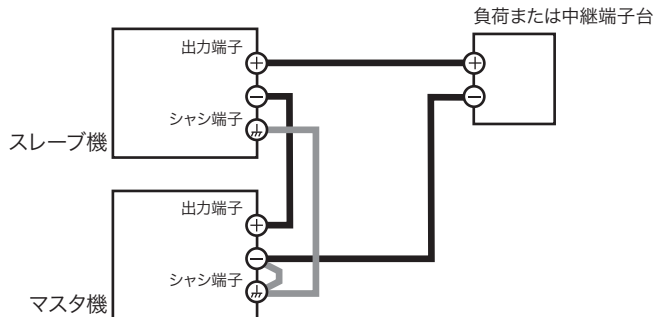 負荷または中継端子台
出力端子
シャシ端子
スレーブ機
出力端子
シャシ端子
マスタ機